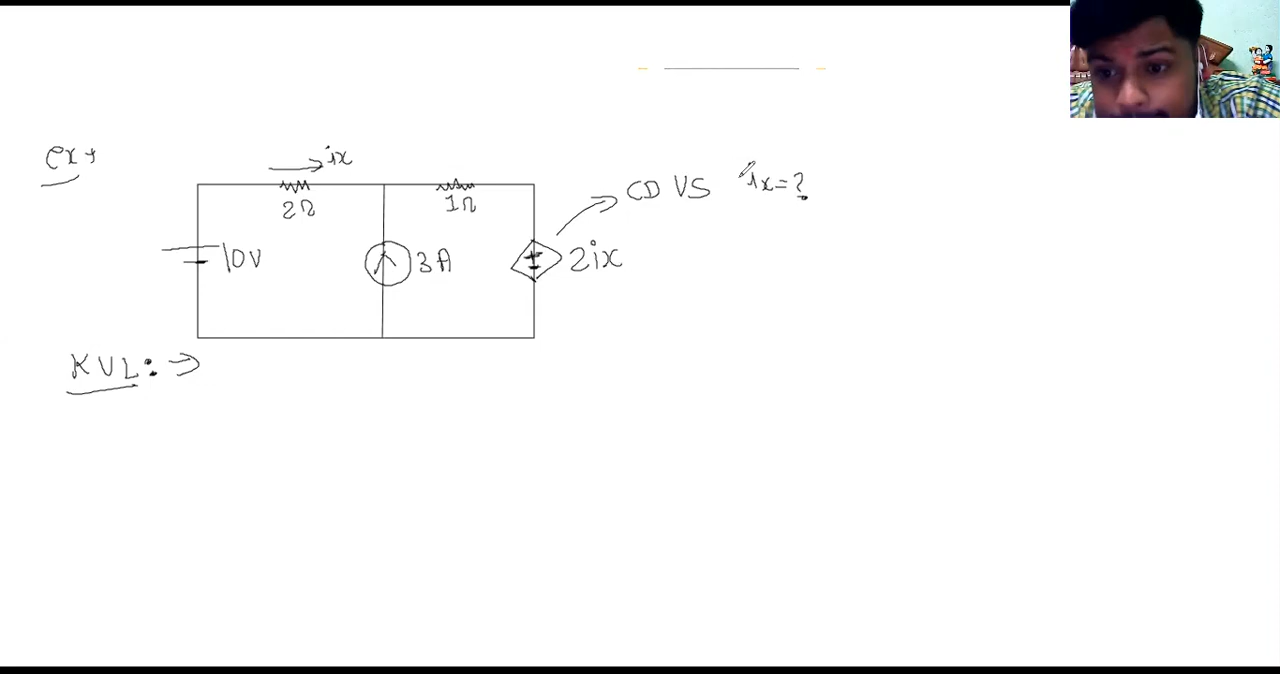 ex+
ix
2Ω
1Ω
CD VS ix=?
10V
3A
2ix
KVL:→